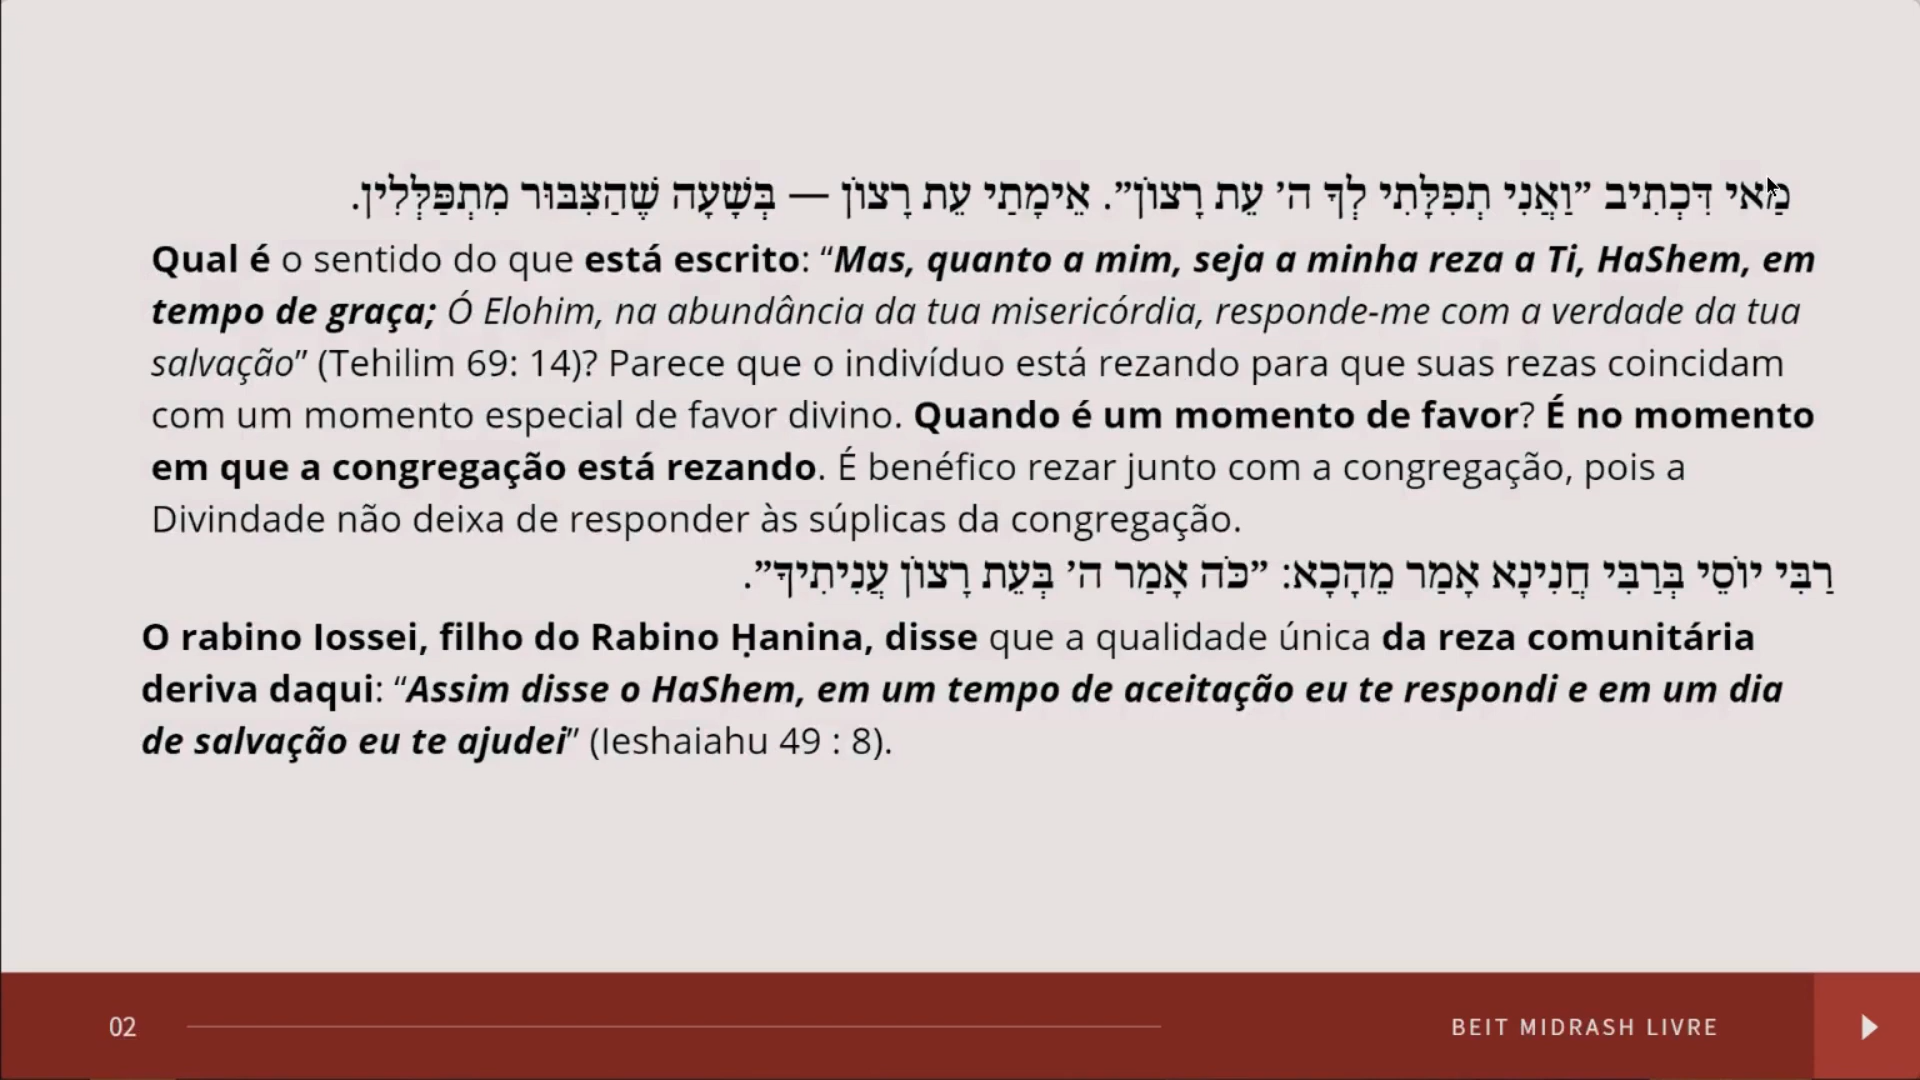 מַאי דִּכְתִיב ״וַאֲנִי תְפִלָּתִי לְךָ ה׳ עֵת רָצוֹן״. אֵימָתַי עֵת רָצוֹן — בְּשָׁעָה שֶׁהַצִּבּוּר מִתְפַּלְּלִין.
Qual é o sentido do que está escrito: “Mas, quanto a mim, seja a minha reza a Ti, HaShem, em
tempo de graça; Ó Elohim, na abundância da tua misericórdia, responde-me com a verdade da tua
salvação” (Tehilim 69: 14)? Parece que o indivíduo está rezando para que suas rezas coincidam
com um momento especial de favor divino. Quando é um momento de favor? É no momento
em que a congregação está rezando. É benéfico rezar junto com a congregação, pois a
Divindade não deixa de responder às súplicas da congregação.
רַבִּי יוֹסֵי בְּרַבִּי חֲנִינָא אָמַר מֵהָכָא: ״כֹּה אָמַר ה׳ בְּעֵת רָצוֹן עֲנִיתִיךָ״.
O rabino Iossei, filho do Rabino Ḥanina, disse que a qualidade única da reza comunitária
deriva daqui: “Assim disse o HaShem, em um tempo de aceitação eu te respondi e em um dia
de salvação eu te ajudei” (Ieshaiahu 49 : 8).
02
BEIT MIDRASH LIVRE